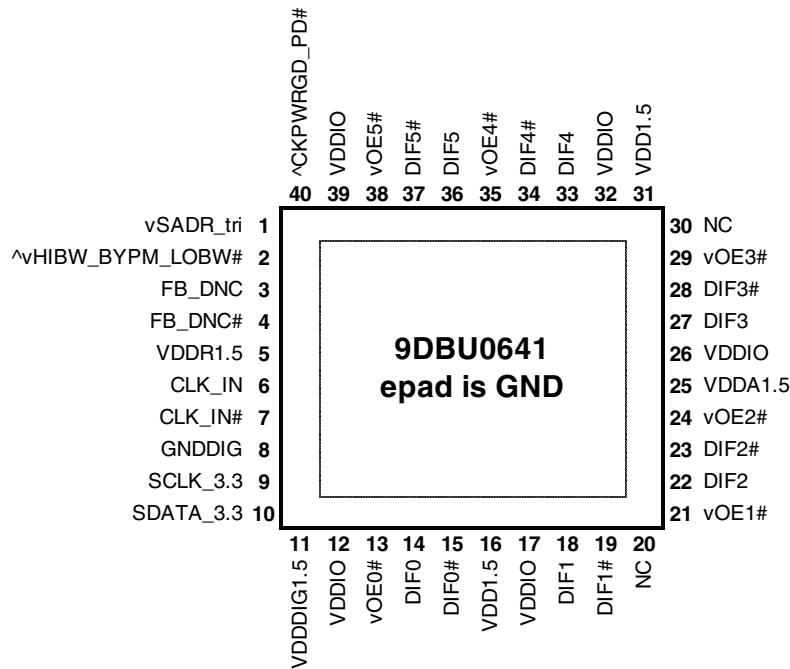 ^CKPWRGD_PD#
VDDIO
vOE5#
DIF5#
DIF5
vOE4#
DIF4#
DIF4
VDDIO
VDD1.5
40 39 38 37 36 35 34 33 32 31
vSADR_tri 1
^vHIBW_BYPM_LOBW# 2
FB_DNC 3
FB_DNC# 4
VDDR1.5 5
CLK_IN 6
CLK_IN# 7
GNDDIG 8
SCLK_3.3 9
SDATA_3.3 10
9DBU0641
epad is GND
30 NC
29 vOE3#
28 DIF3#
27 DIF3
26 VDDIO
25 VDDA1.5
24 vOE2#
23 DIF2#
22 DIF2
21 vOE1#
11 12 13 14 15 16 17 18 19 20
VDDDIG1.5
VDDIO
vOE0#
DIF0
DIF0#
VDD1.5
VDDIO
DIF1
DIF1#
NC